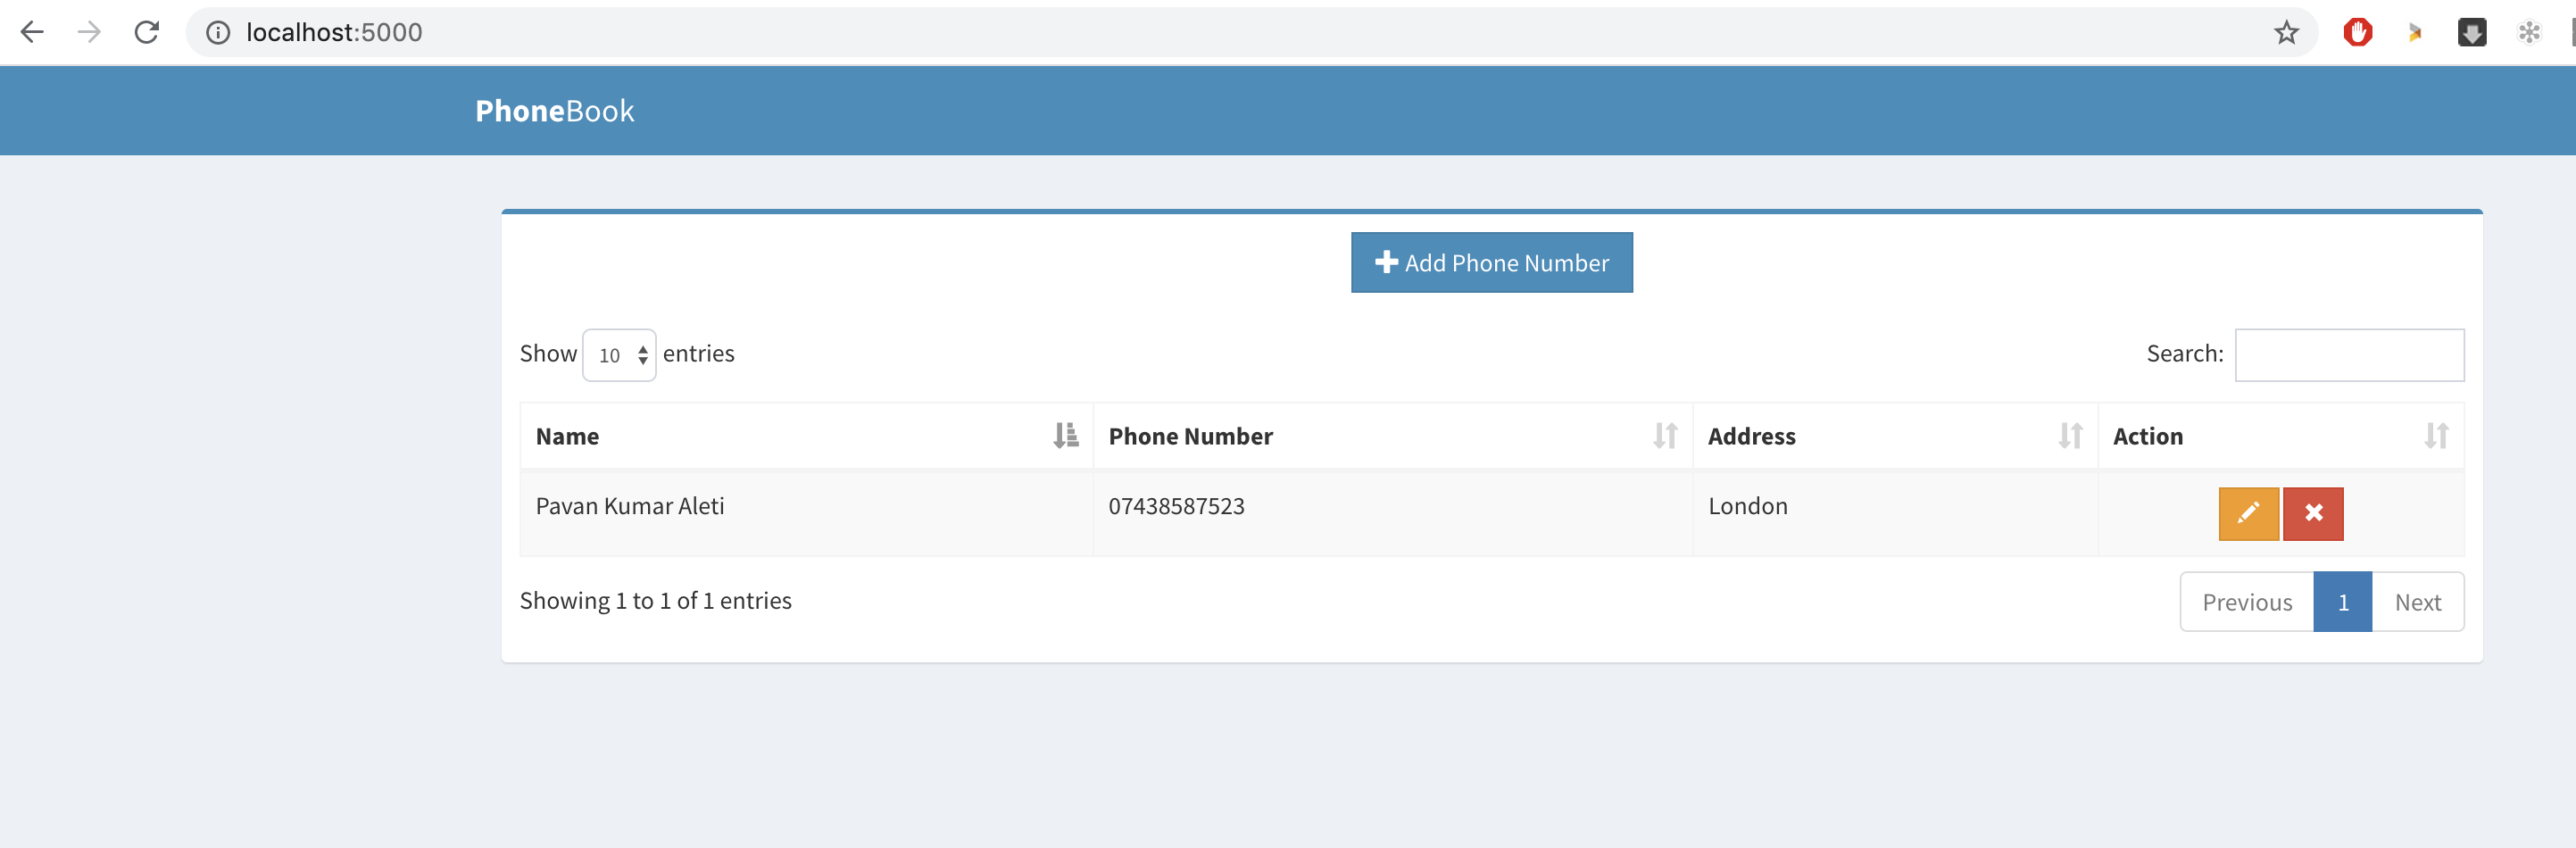 localhost:5000
PhoneBook
Add Phone Number
Show 10 entries Search:
Name Phone Number Address Action
Pavan Kumar Aleti 07438587523 London
Showing 1 to 1 of 1 entries Previous 1 Next